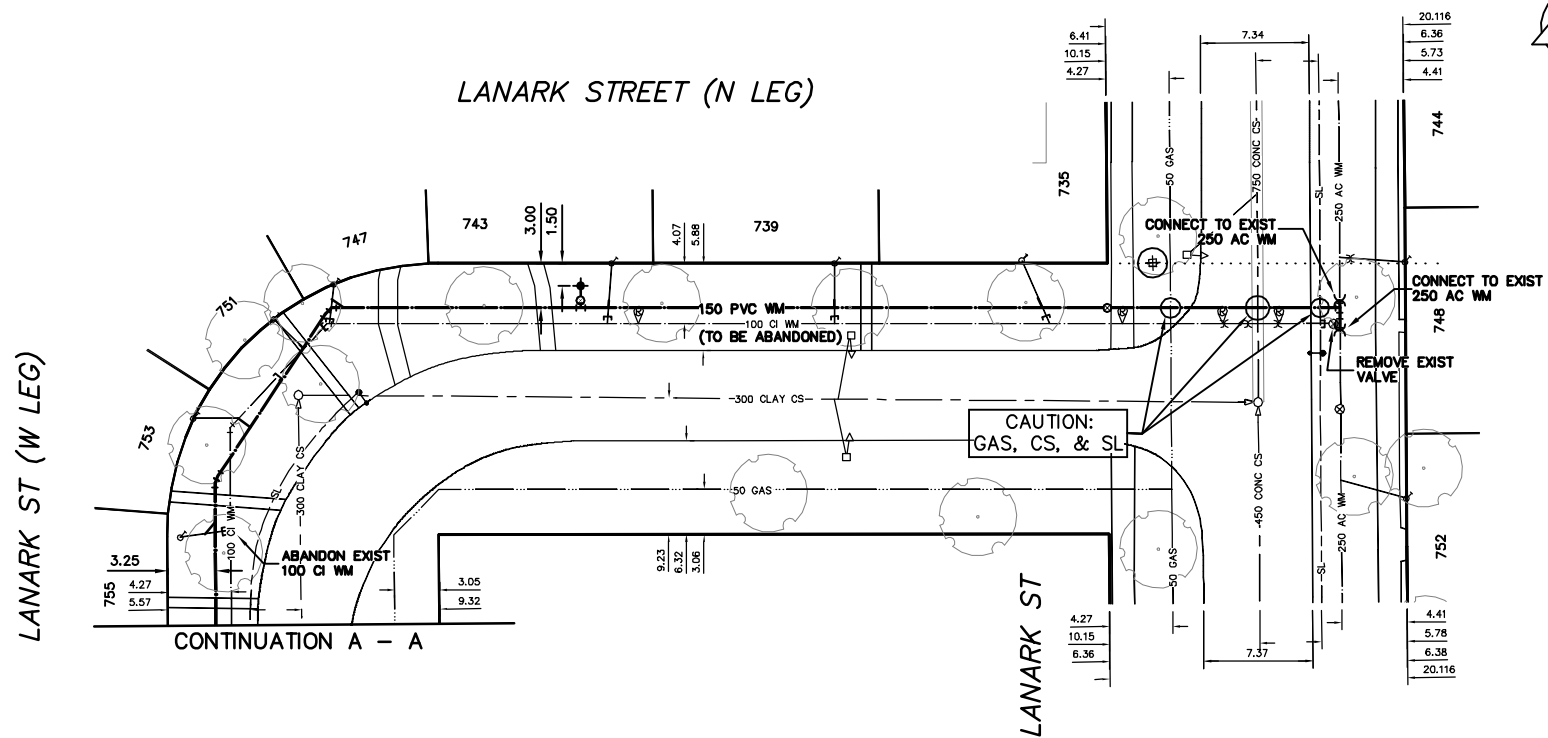 LANARK STREET (N LEG)
LANARK ST (W LEG)
LANARK ST
6.41
10.15
4.27
7.34
20.116
6.36
5.73
4.41
50 GAS
750 CONC CS
SL
250 AC WM
744
735
743
3.00
1.50
4.07
5.88
739
747
751
753
755
CONNECT TO EXIST
250 AC WM
CONNECT TO EXIST
250 AC WM
748
150 PVC WM
100 CI WM
(TO BE ABANDONED)
REMOVE EXIST
VALVE
300 CLAY CS
CAUTION:
GAS, CS, & SL
300 CLAY CS
SL
100 CI WM
50 GAS
450 CONC CS
250 AC WM
50 GAS
SL
752
ABANDON EXIST
100 CI WM
3.25
4.27
5.57
3.05
9.32
9.23
6.32
3.06
CONTINUATION A - A
4.27
10.15
6.36
7.37
4.41
5.78
6.38
20.116